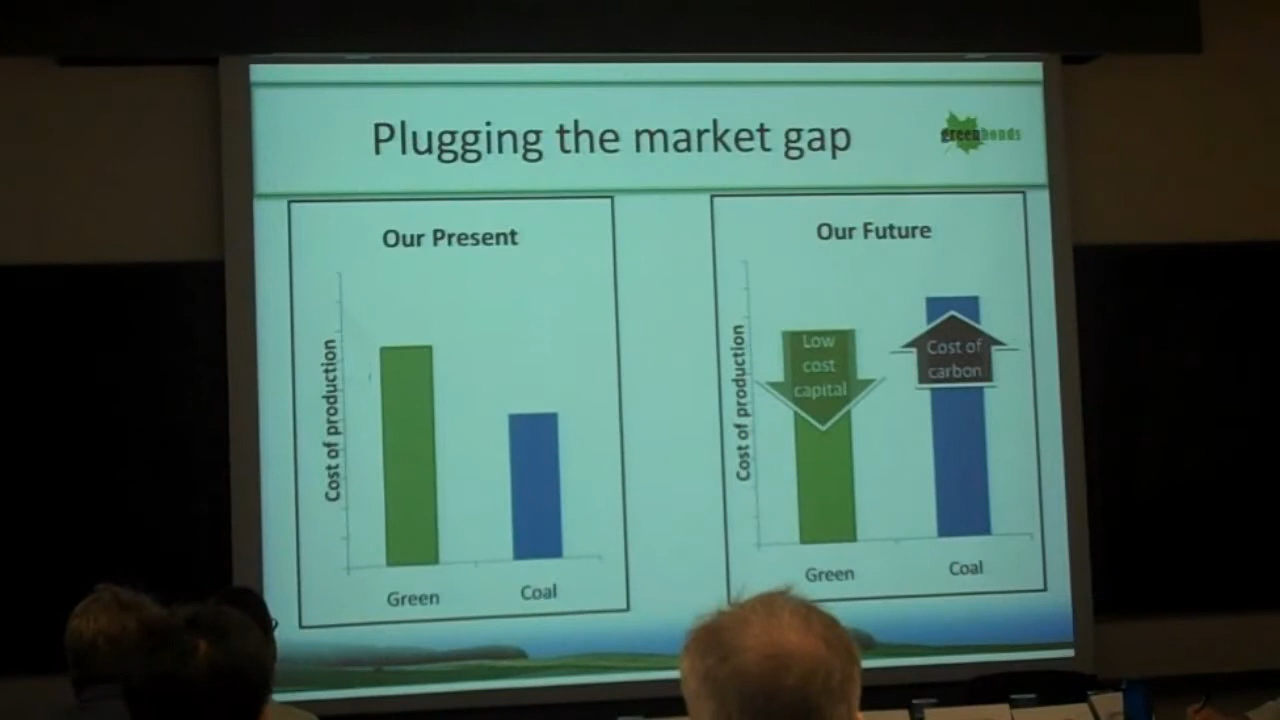 Plugging the market gap
greenbonds
Our Present
Cost of production
Green
Coal
Our Future
Cost of production
Low
cost
capital
Cost of
carbon
Green
Coal